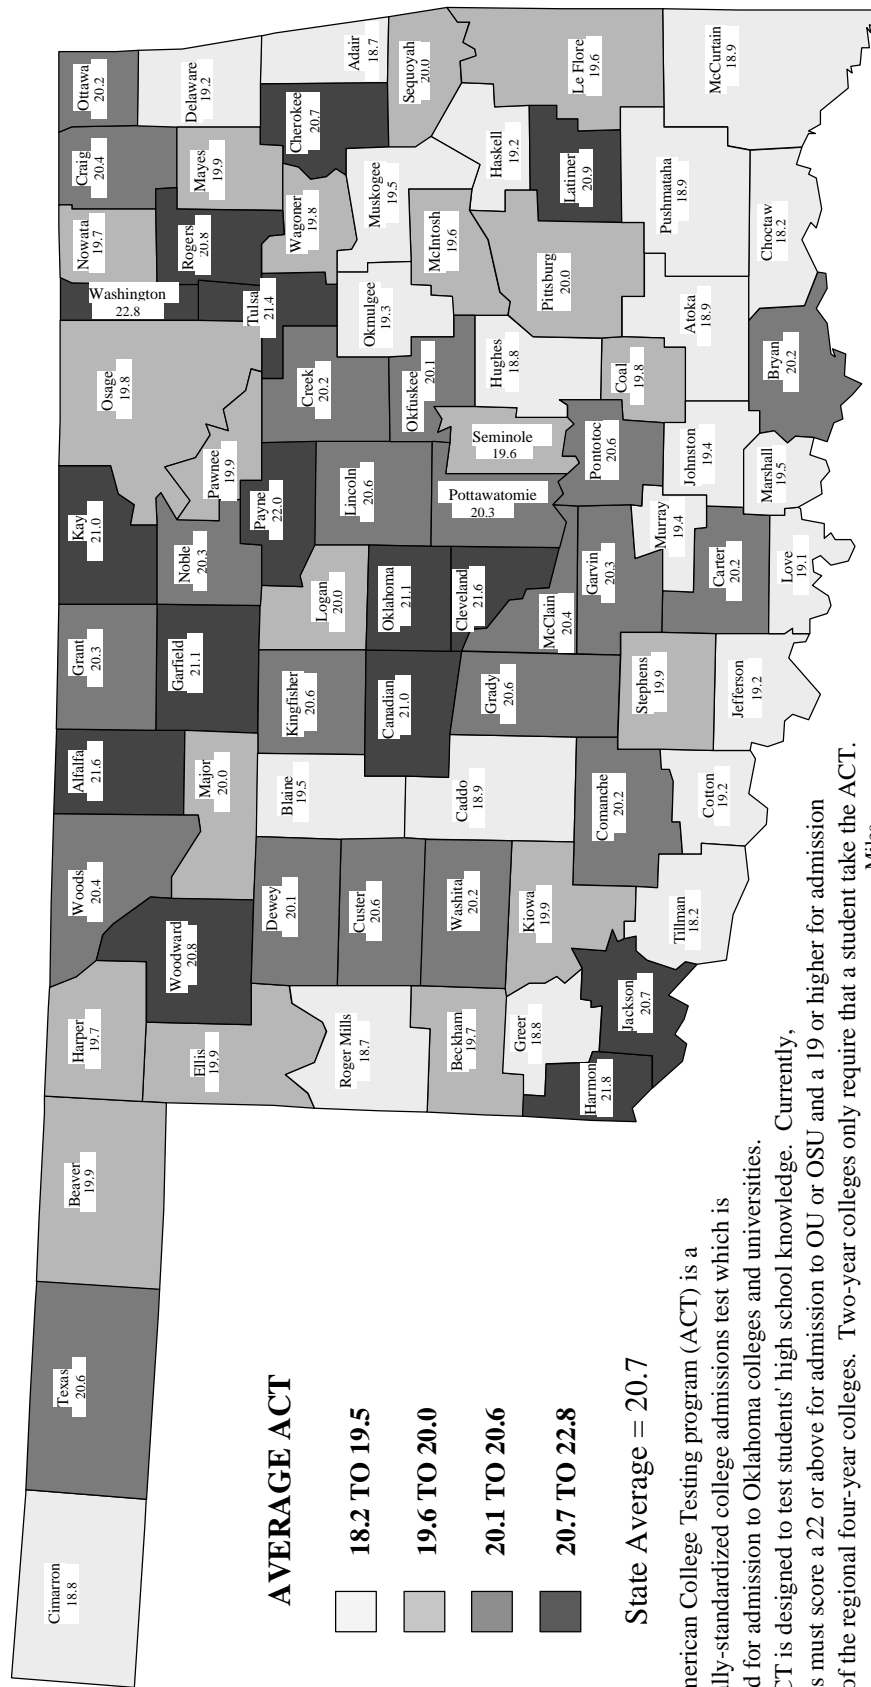 Cimarron
18.8
Texas
20.6
Beaver
19.9
Harper
19.7
Woods
20.4
Alfalfa
21.6
Grant
20.3
Kay
21.0
Osage
19.8
Washington
22.8
Nowata
19.7
Craig
20.4
Ottawa
20.2
Ellis
19.9
Woodward
20.8
Major
20.0
Garfield
21.1
Noble
20.3
Pawnee
19.9
Tulsa
21.4
Rogers
20.8
Mayes
19.9
Delaware
19.2
Roger Mills
18.7
Dewey
20.1
Blaine
19.5
Kingfisher
20.6
Logan
20.0
Payne
22.0
Creek
20.2
Wagoner
19.8
Cherokee
20.7
Adair
18.7
Custer
20.6
Canadian
21.0
Oklahoma
21.1
Lincoln
20.6
Okfuskee
20.1
Okmulgee
19.3
Muskogee
19.5
Sequoyah
20.0
Beckham
19.7
Washita
20.2
Caddo
18.9
Grady
20.6
Cleveland
21.6
Pottawatomie
20.3
Seminole
19.6
Hughes
18.8
McIntosh
19.6
Haskell
19.2
Greer
18.8
Kiowa
19.9
McClain
20.4
Pittsburg
20.0
Latimer
20.9
Le Flore
19.6
Harmon
21.8
Jackson
20.7
Comanche
20.2
Stephens
19.9
Garvin
20.3
Murray
19.4
Pontotoc
20.6
Coal
19.8
Atoka
18.9
Pushmataha
18.9
McCurtain
18.9
Tillman
18.2
Cotton
19.2
Jefferson
19.2
Carter
20.2
Johnston
19.4
Love
19.1
Marshall
19.5
Bryan
20.2
Choctaw
18.2
AVERAGE ACT
18.2 TO 19.5
19.6 TO 20.0
20.1 TO 20.6
20.7 TO 22.8
State Average = 20.7
merican College Testing program (ACT) is a
ally-standardized college admissions test which is
d for admission to Oklahoma colleges and universities.
CT is designed to test students' high school knowledge. Currently,
s must score a 22 or above for admission to OU or OSU and a 19 or higher for admission
of the regional four-year colleges. Two-year colleges only require that a student take the ACT.
Miles